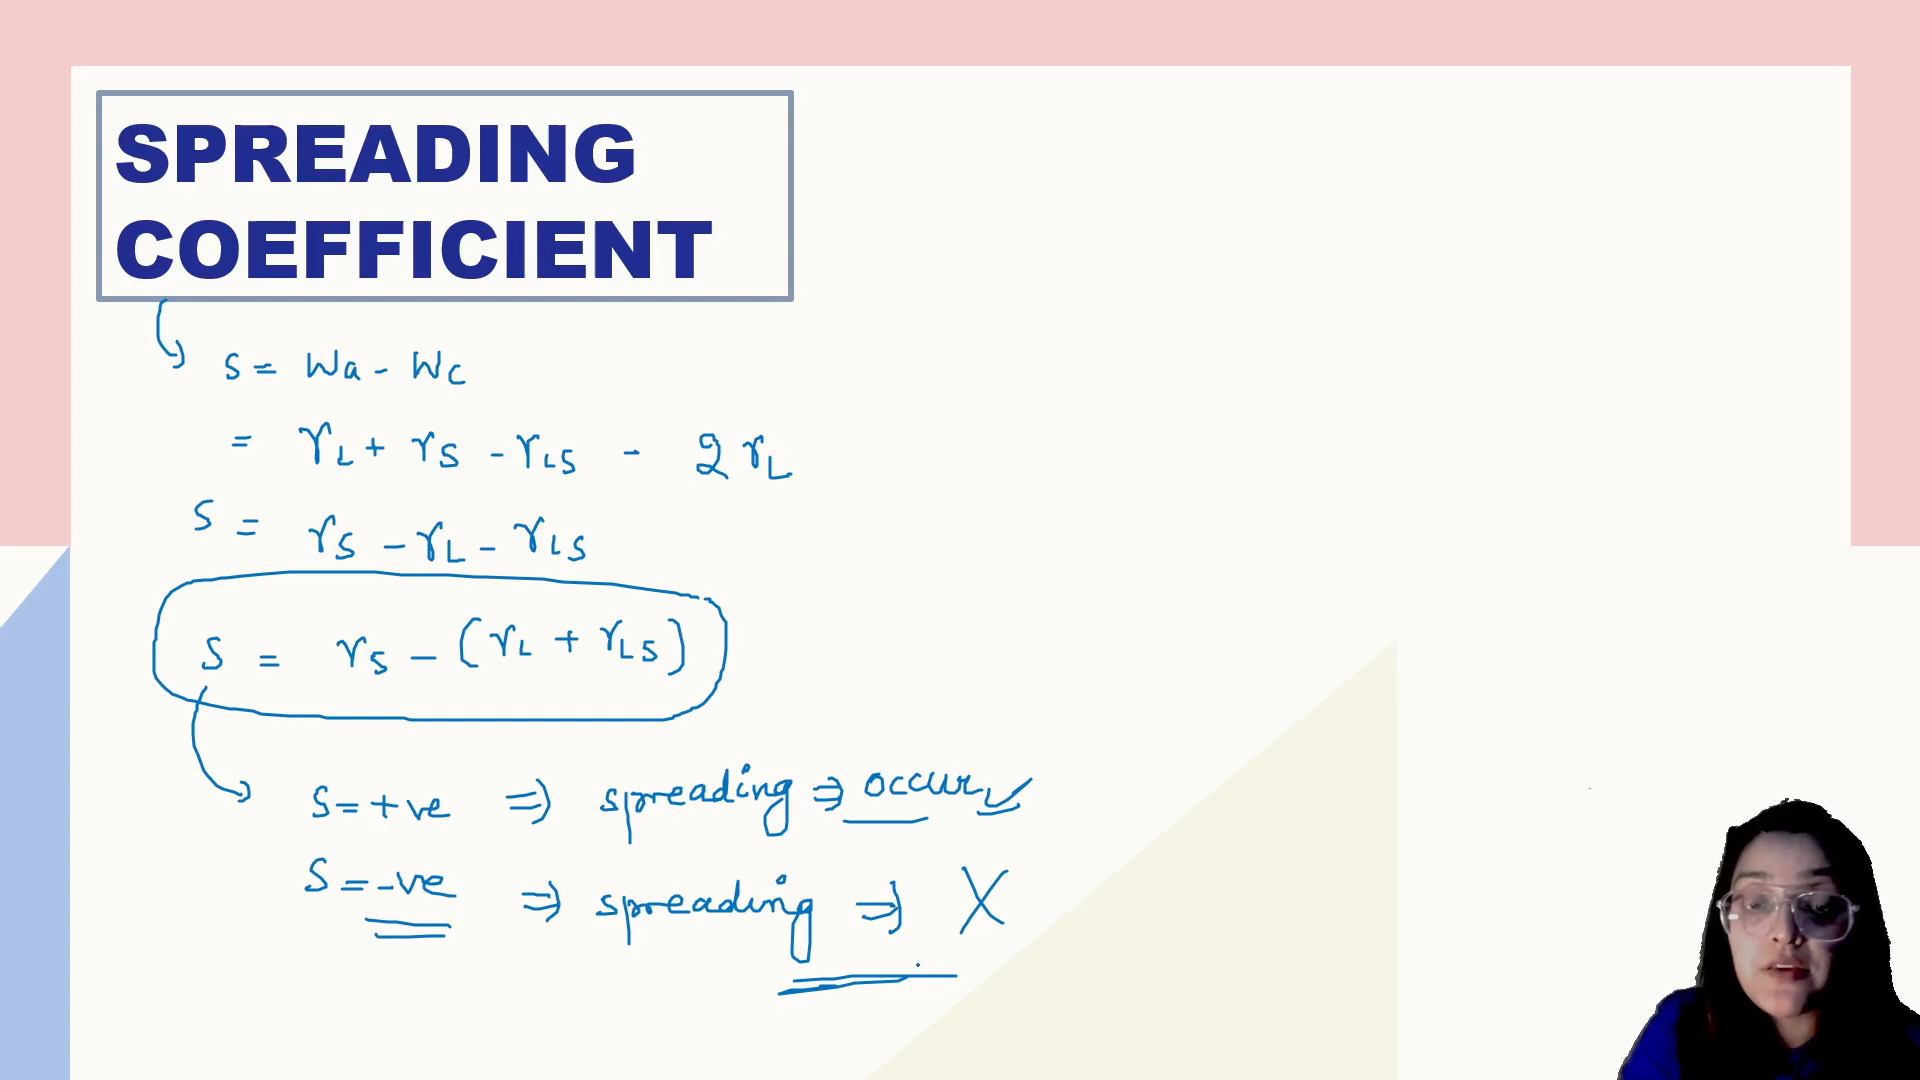 SPREADING
COEFFICIENT
S = Wa - Wc
= γL + γS - γLS - 2γL
S = γS - γL - γLS
S = γS - (γL + γLS)
S = +ve ⇒ spreading ⇒ occur ✓
S = -ve ⇒ spreading ⇒ X